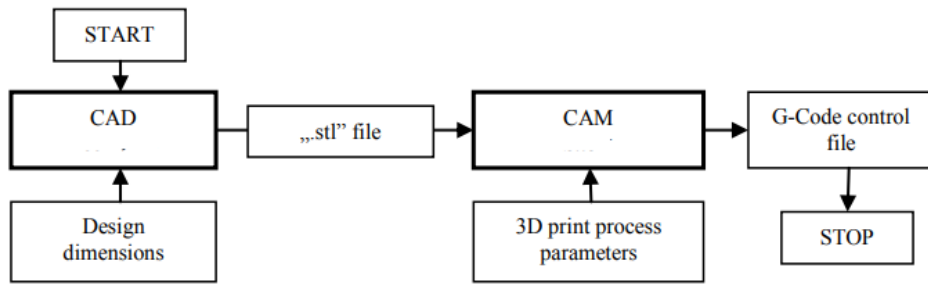 START
CAD
„.stl” file
CAM
G-Code control
file
Design
dimensions
3D print process
parameters
STOP